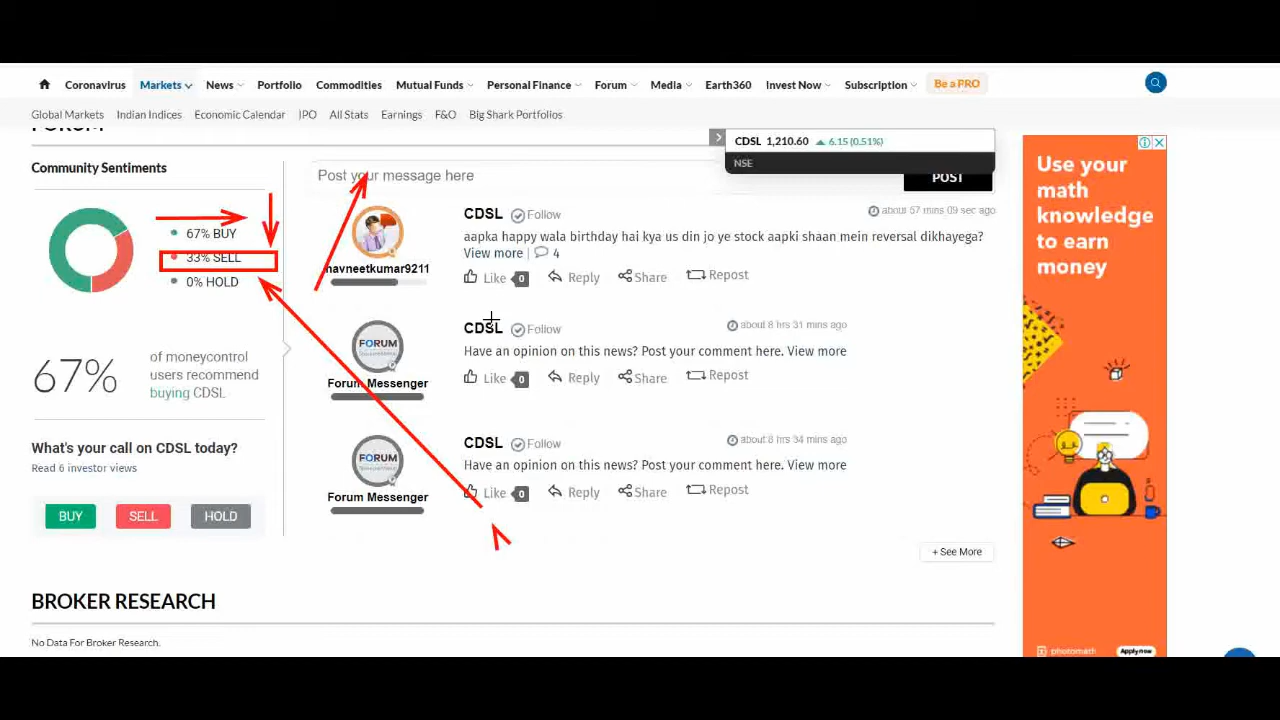 Coronavirus Markets News Portfolio Commodities Mutual Funds Personal Finance Forum Media Earth360 Invest Now Subscription Be a PRO
Global Markets Indian Indices Economic Calendar IPO All Stats Earnings F&O Big Shark Portfolios
FORUM
CDSL 1,210.60 6.15 (0.51%)
NSE
Community Sentiments
67% BUY
33% SELL
0% HOLD
67%
of moneycontrol
users recommend
buying CDSL
What's your call on CDSL today?
Read 6 investor views
BUY SELL HOLD
Post your message here
POST
CDSL Follow about 57 mins 09 sec ago
aapka happy wala birthday hai kya us din jo ye stock aapki shaan mein reversal dikhayega?
View more | 4
navneetkumar9211
Like 0 Reply Share Repost
CDSL Follow about 8 hrs 31 mins ago
FORUM
Have an opinion on this news? Post your comment here. View more
Forum Messenger
Like 0 Reply Share Repost
CDSL Follow about 8 hrs 34 mins ago
FORUM
Have an opinion on this news? Post your comment here. View more
Forum Messenger
Like 0 Reply Share Repost
+ See More
BROKER RESEARCH
No Data For Broker Research.
Use your
math
knowledge
to earn
money
photomath Apply now